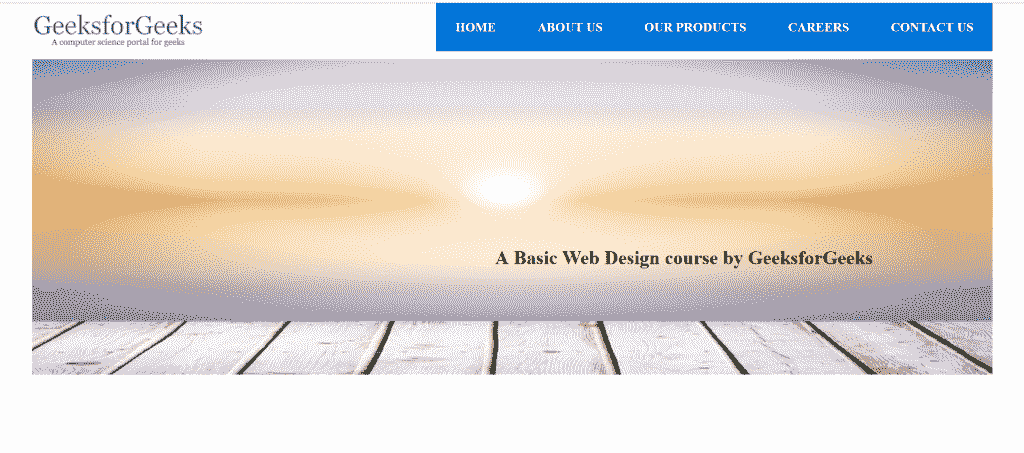 GeeksforGeeks
A computer science portal for geeks
HOME ABOUT US OUR PRODUCTS CAREERS CONTACT US
A Basic Web Design course by GeeksforGeeks